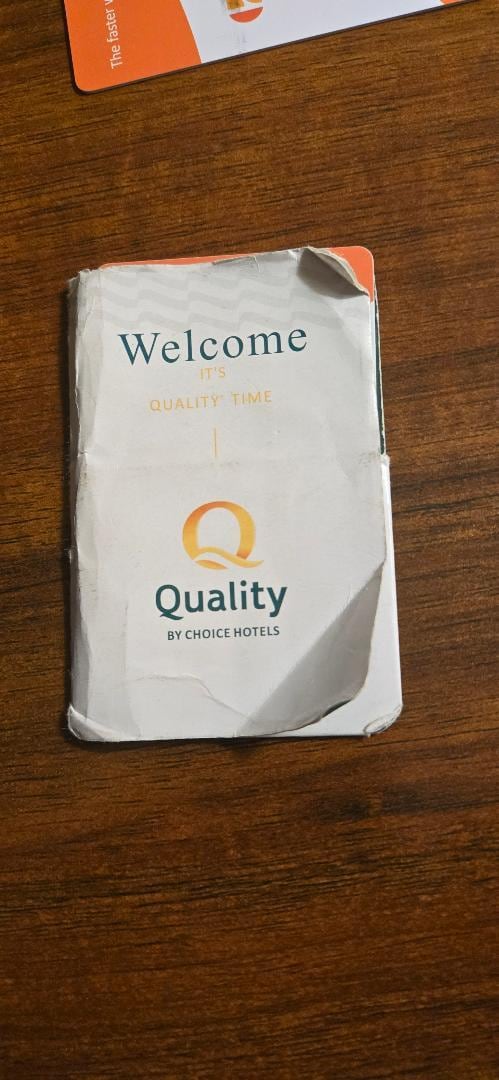 The faster
Welcome
IT'S
QUALITY® TIME
Quality
BY CHOICE HOTELS